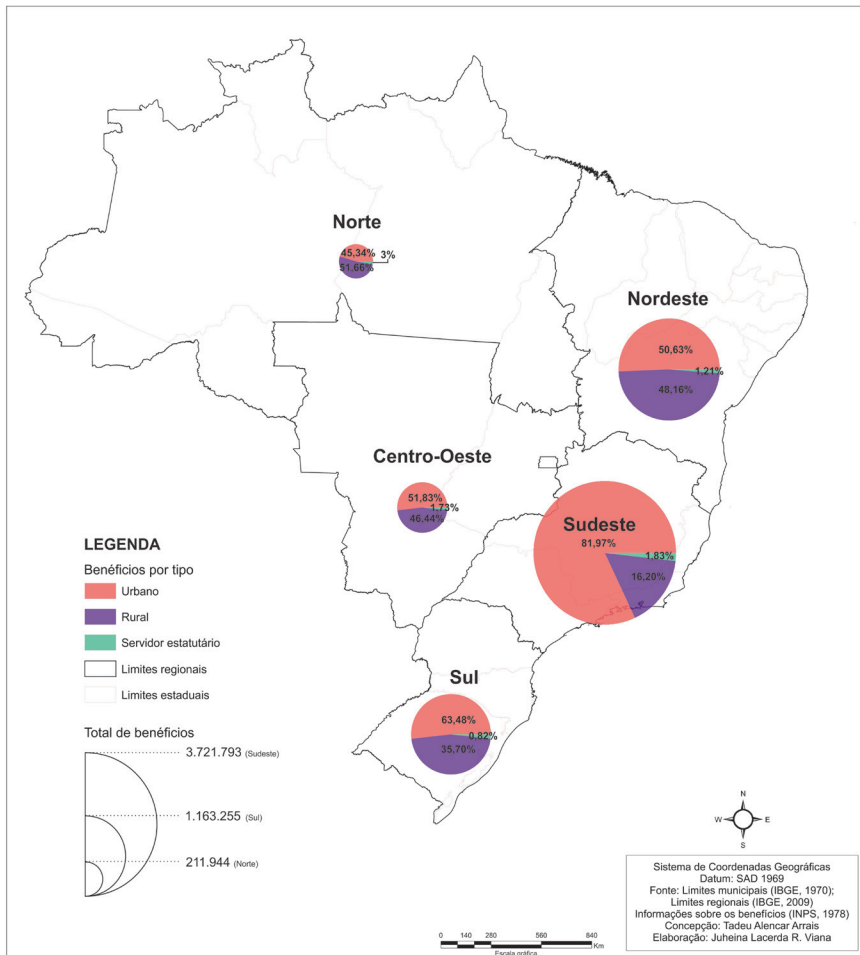 Norte
45,34%
3%
51,66%
Nordeste
50,63%
1,21%
48,16%
Centro-Oeste
51,83%
1,73%
46,44%
Sudeste
81,97%
1,83%
16,20%
Sul
63,48%
0,82%
35,70%
LEGENDA
Benéficios por tipo
Urbano
Rural
Servidor estatutário
Limites regionais
Limites estaduais
Total de benefícios
3.721.793 (Sudeste)
1.163.255 (Sul)
211.944 (Norte)
N
W E
S
Sistema de Coordenadas Geográficas
Datum: SAD 1969
Fonte: Limites municipais (IBGE, 1970);
Limites regionais (IBGE, 2009)
Informações sobre os benefícios (INPS, 1978)
Concepção: Tadeu Alencar Arrais
Elaboração: Juheina Lacerda R. Viana
0 140 280 560 840
Km
Escala gráfica